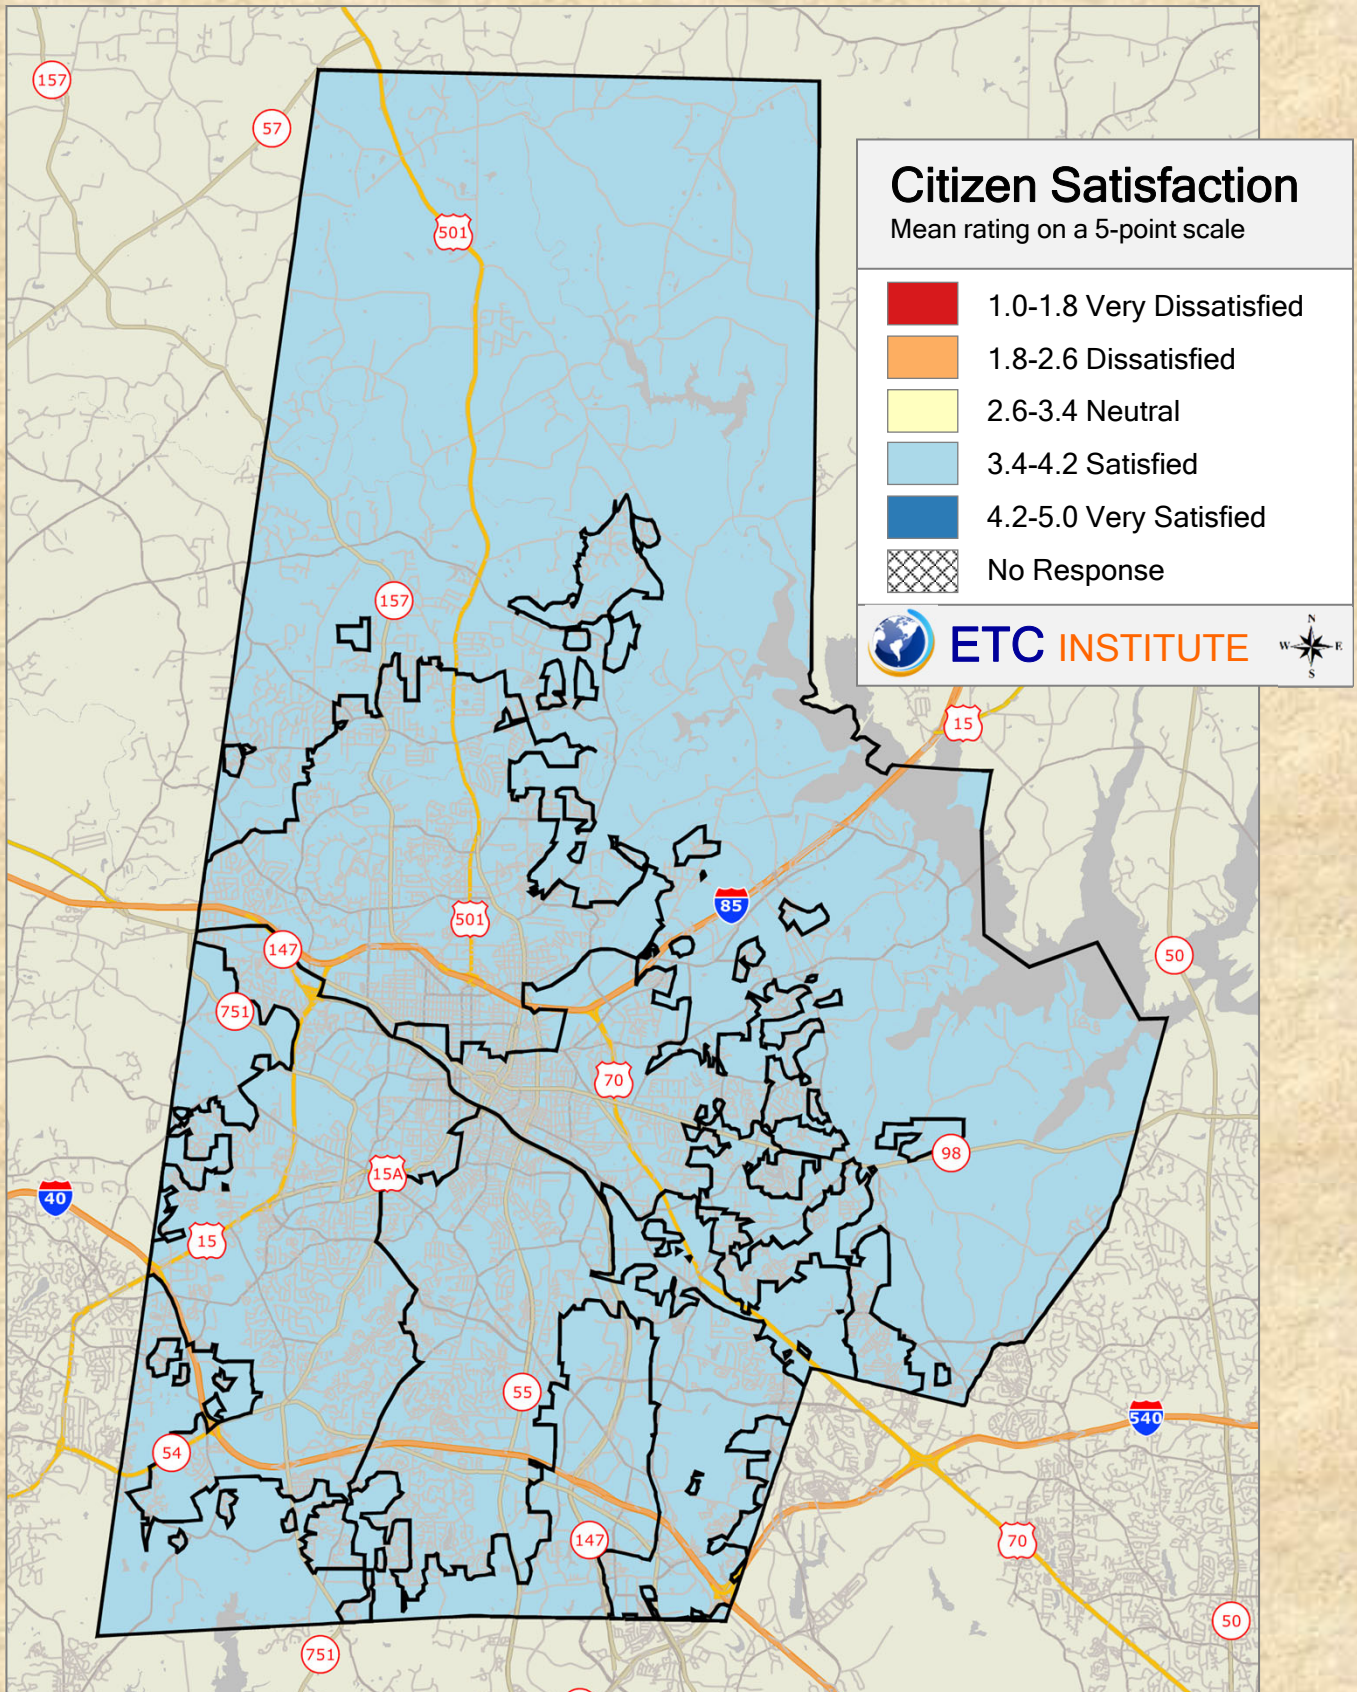 157
57
501
Citizen Satisfaction
Mean rating on a 5-point scale
1.0-1.8 Very Dissatisfied
1.8-2.6 Dissatisfied
2.6-3.4 Neutral
3.4-4.2 Satisfied
4.2-5.0 Very Satisfied
No Response
ETC INSTITUTE
N
W E
S
157
15
85
501
147
50
751
70
98
15A
40
15
55
540
54
147
70
50
751